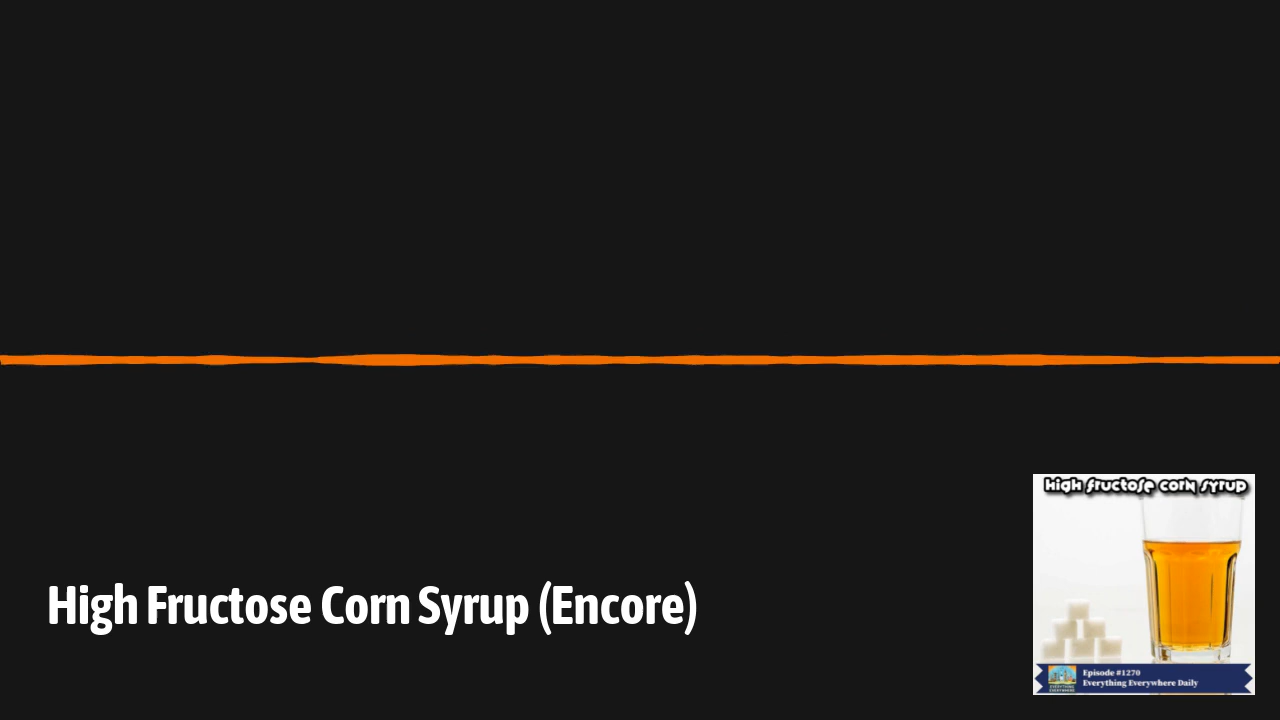 High Fructose Corn Syrup (Encore)
high fructose corn syrup
Episode #1270
Everything Everywhere Daily